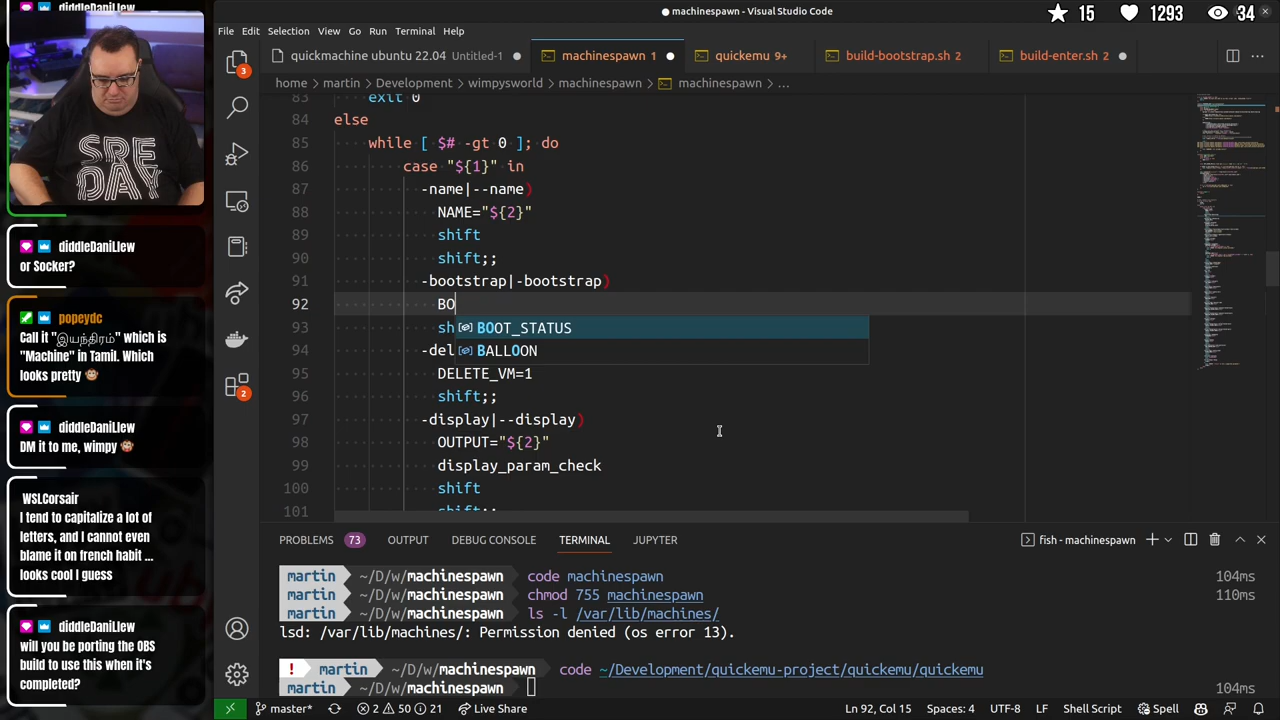 diddleDaniLlew
machinespawn - Visual Studio Code
15
1293
34
File Edit Selection View Go Run Terminal Help
quickmachine ubuntu 22.04 Untitled-1
machinespawn 1
quickemu 9+
build-bootstrap.sh 2
build-enter.sh 2
home > martin > Development > wimpysworld > machinespawn > machinespawn >
83 exit 0
84 else
85 while [ $# -gt 0 ]; do
86 case "${1}" in
87 -name|--name)
88 NAME="${2}"
89 shift
90 shift;;
91 -bootstrap|-bootstrap)
92 BO
BOOT_STATUS
93 sh
BALLOON
94 -del
95 DELETE_VM=1
96 shift;;
97 -display|--display)
98 OUTPUT="${2}"
99 display_param_check
100 shift
101 shift;;
3
2
SRE
DAY
diddleDaniLlew
or Socker?
popeydc
Call it "இயந்திரம்" which is
"Machine" in Tamil. Which
looks pretty 🐵
diddleDaniLlew
DM it to me, wimpy 🐵
WSLCorsair
I tend to capitalize a lot of
letters, and I cannot even
blame it on french habit ...
looks cool I guess
diddleDaniLlew
will you be porting the OBS
build to use this when it's
completed?
PROBLEMS 73 OUTPUT DEBUG CONSOLE TERMINAL JUPYTER
fish - machinespawn
martin ~/D/w/machinespawn code machinespawn 104ms
martin ~/D/w/machinespawn chmod 755 machinespawn 110ms
martin ~/D/w/machinespawn ls -l /var/lib/machines/
lsd: /var/lib/machines/: Permission denied (os error 13).
! martin ~/D/w/machinespawn code ~/Development/quickemu-project/quickemu/quickemu
martin ~/D/w/machinespawn 104ms
master* 2 50 21 Live Share
Ln 92, Col 15 Spaces: 4 UTF-8 LF Shell Script Spell